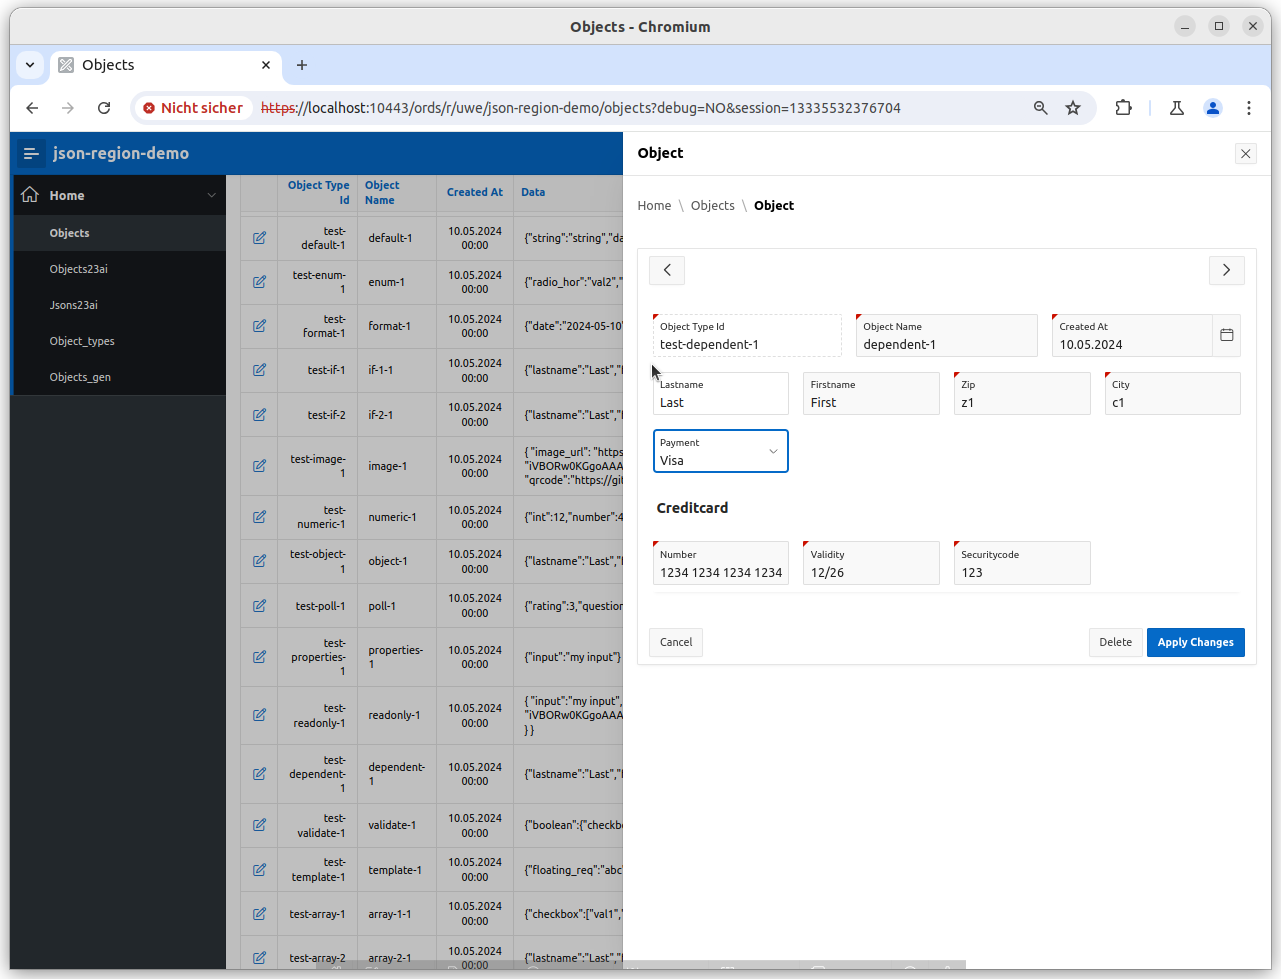 Objects - Chromium
Objects
Nicht sicher
https://localhost:10443/ords/r/uwe/json-region-demo/objects?debug=NO&session=13335532376704
json-region-demo
Home
Objects
Objects23ai
Jsons23ai
Object_types
Objects_gen
Object Type Id
Object Name
Created At
Data
test-default-1
default-1
10.05.2024 00:00
{"string":"string","da
test-enum-1
enum-1
10.05.2024 00:00
{"radio_hor":"val2",
test-format-1
format-1
10.05.2024 00:00
{"date":"2024-05-10"
test-if-1
if-1-1
10.05.2024 00:00
{"lastname":"Last",
test-if-2
if-2-1
10.05.2024 00:00
{"lastname":"Last",
test-image-1
image-1
10.05.2024 00:00
{ "image_url": "https
"iVBORw0KGgoAAA
"qrcode":"https://git
test-numeric-1
numeric-1
10.05.2024 00:00
{"int":12,"number":4
test-object-1
object-1
10.05.2024 00:00
{"lastname":"Last",
test-poll-1
poll-1
10.05.2024 00:00
{"rating":3,"question
test-properties-1
properties-1
10.05.2024 00:00
{"input":"my input"}
test-readonly-1
readonly-1
10.05.2024 00:00
{ "input":"my input",
"iVBORw0KGgoAAA
} }
test-dependent-1
dependent-1
10.05.2024 00:00
{"lastname":"Last",
test-validate-1
validate-1
10.05.2024 00:00
{"boolean":{"checkbo
test-template-1
template-1
10.05.2024 00:00
{"floating_req":"abc"
test-array-1
array-1-1
10.05.2024 00:00
{"checkbox":["val1",
test-array-2
array-2-1
10.05.2024 00:00
{"lastname":"Last",
Object
Home \ Objects \ Object
Object Type Id
test-dependent-1
Object Name
dependent-1
Created At
10.05.2024
Lastname
Last
Firstname
First
Zip
z1
City
c1
Payment
Visa
Creditcard
Number
1234 1234 1234 1234
Validity
12/26
Securitycode
123
Cancel
Delete
Apply Changes